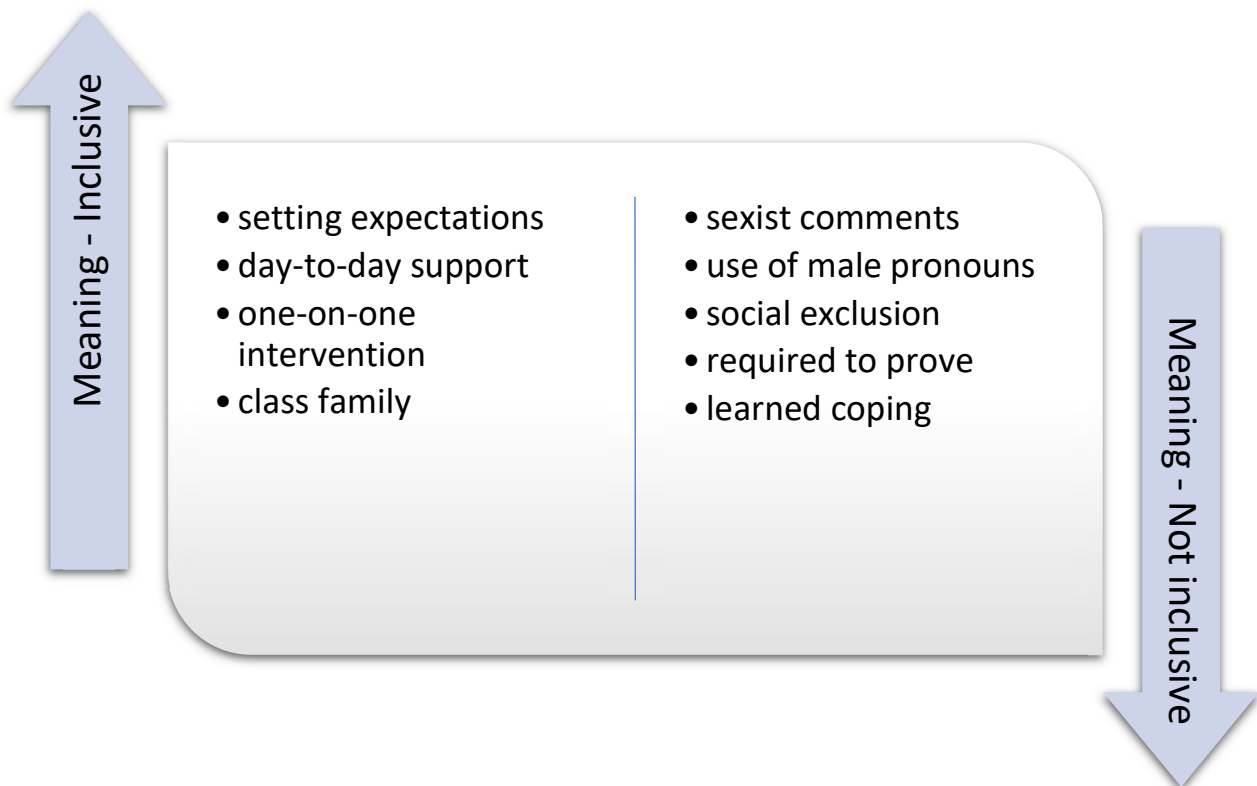 Meaning - Inclusive
• setting expectations
• day-to-day support
• one-on-one
intervention
• class family
• sexist comments
• use of male pronouns
• social exclusion
• required to prove
• learned coping
Meaning - Not inclusive